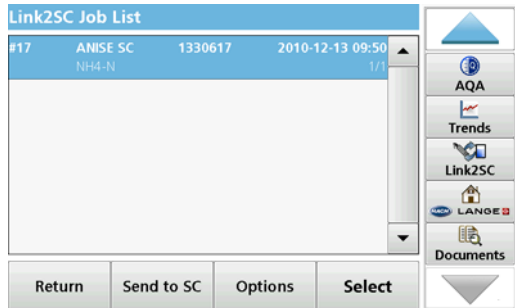 Link2SC Job List
#17 ANISE SC 1330617 2010-12-13 09:50
NH4-N 1/1
AQA
Trends
Link2SC
HACH LANGE
Documents
Return Send to SC Options Select